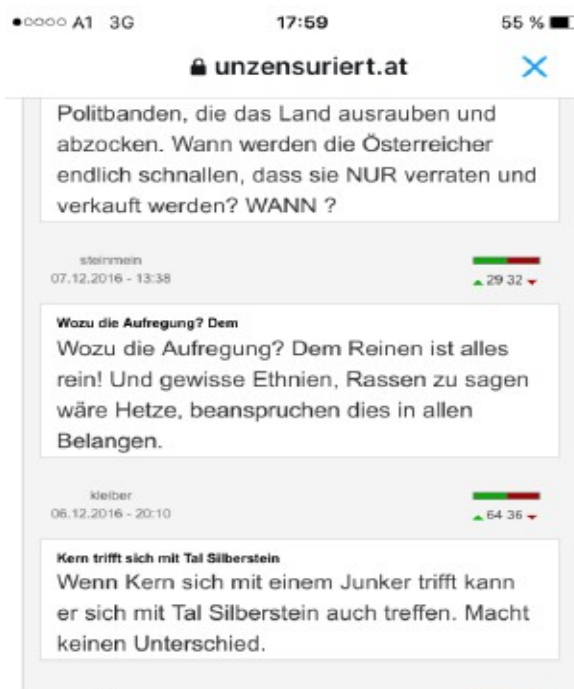 A1 3G 17:59 55 %
unzensuriert.at
Politbanden, die das Land ausrauben und
abzocken. Wann werden die Österreicher
endlich schnallen, dass sie NUR verraten und
verkauft werden? WANN ?
steinmein
07.12.2016 - 13:38
29 32
Wozu die Aufregung? Dem
Wozu die Aufregung? Dem Reinen ist alles
rein! Und gewisse Ethnien, Rassen zu sagen
wäre Hetze, beanspruchen dies in allen
Belangen.
kleiber
06.12.2016 - 20:10
64 36
Kern trifft sich mit Tal Silberstein
Wenn Kern sich mit einem Junker trifft kann
er sich mit Tal Silberstein auch treffen. Macht
keinen Unterschied.